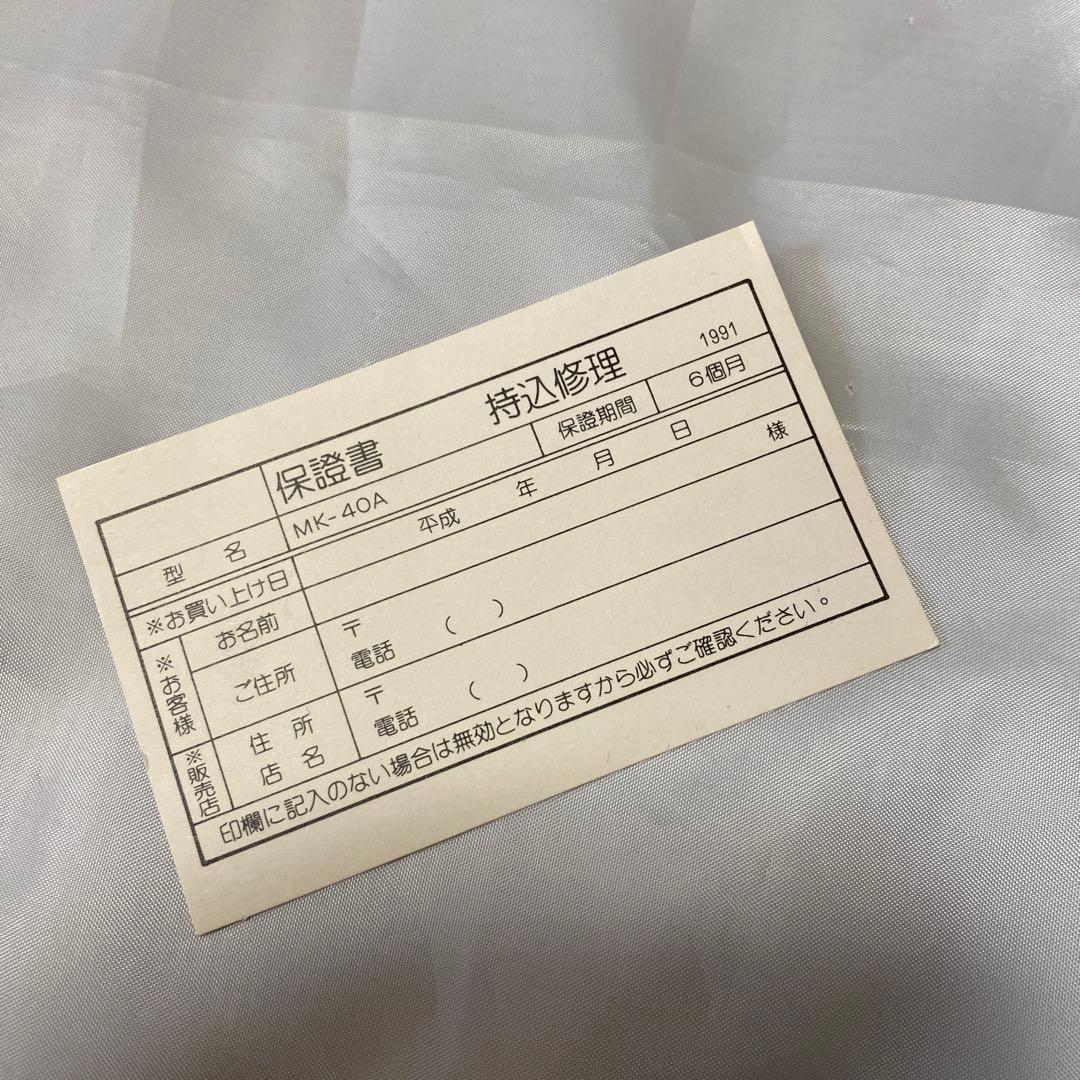 保證書 持込修理 1991
型名 MK-40A 保證期間 6個月
※お買い上け日 平成 年 月 日
※お客様
お名前 様
ご住所 〒
電話 ( )
※販売店
住所 〒
店名 電話 ( )
印欄に記入のない場合は無効となりますから必ずご確認ください。